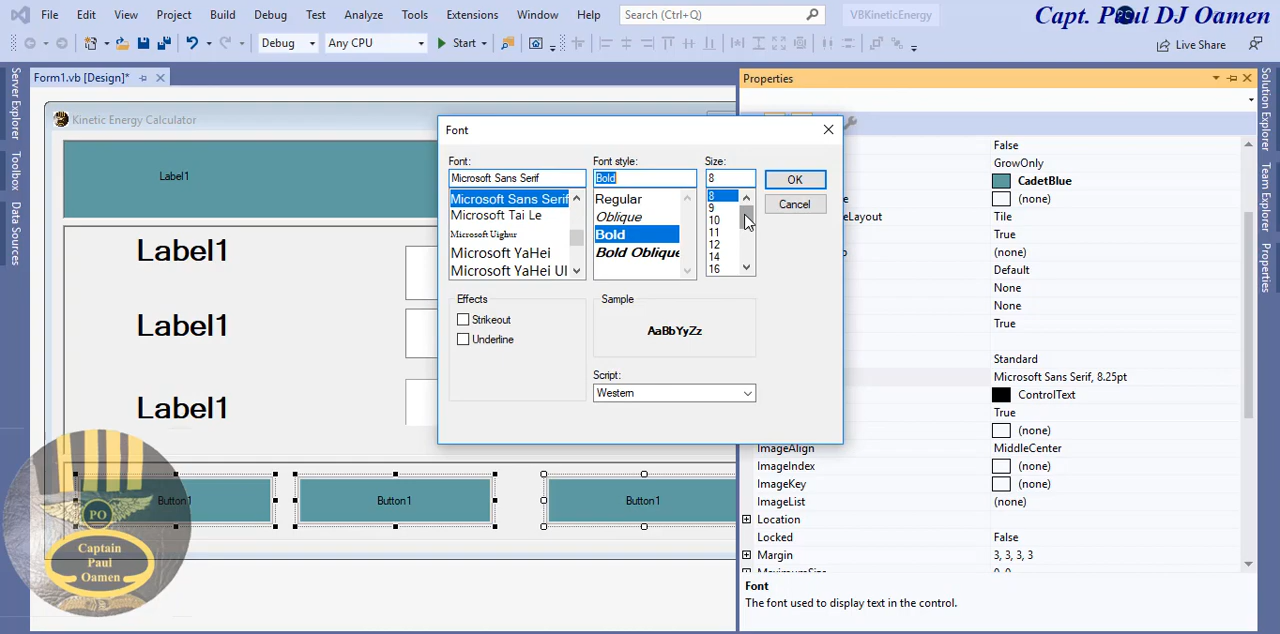 File Edit View Project Build Debug Test Analyze Tools Extensions Window Help Search (Ctrl+Q) VBKineticEnergy
Capt. Paul DJ Oamen
Debug Any CPU Start Live Share
Form1.vb [Design]*
Properties
Server Explorer
Toolbox
Data Sources
Solution Explorer
Team Explorer
Properties
Kinetic Energy Calculator
Label1
Label1
Label1
Label1
Button1 Button1 Button1
PO
Captain
Paul
Oamen
Font
Font: Font style: Size:
Microsoft Sans Serif Bold 8
OK
Cancel
Microsoft Sans Serif
Microsoft Tai Le
Microsoft Uighur
Microsoft YaHei
Microsoft YaHei UI
Regular
Oblique
Bold
Bold Oblique
8
9
10
11
12
14
16
Effects
Strikeout
Underline
Sample
AaBbYyZz
Script:
Western
False
GrowOnly
CadetBlue
(none)
Tile
True
(none)
Default
None
None
True
Standard
Microsoft Sans Serif, 8.25pt
ControlText
True
(none)
ImageAlign MiddleCenter
ImageIndex (none)
ImageKey (none)
ImageList (none)
Location
Locked False
Margin 3, 3, 3, 3
Font
The font used to display text in the control.